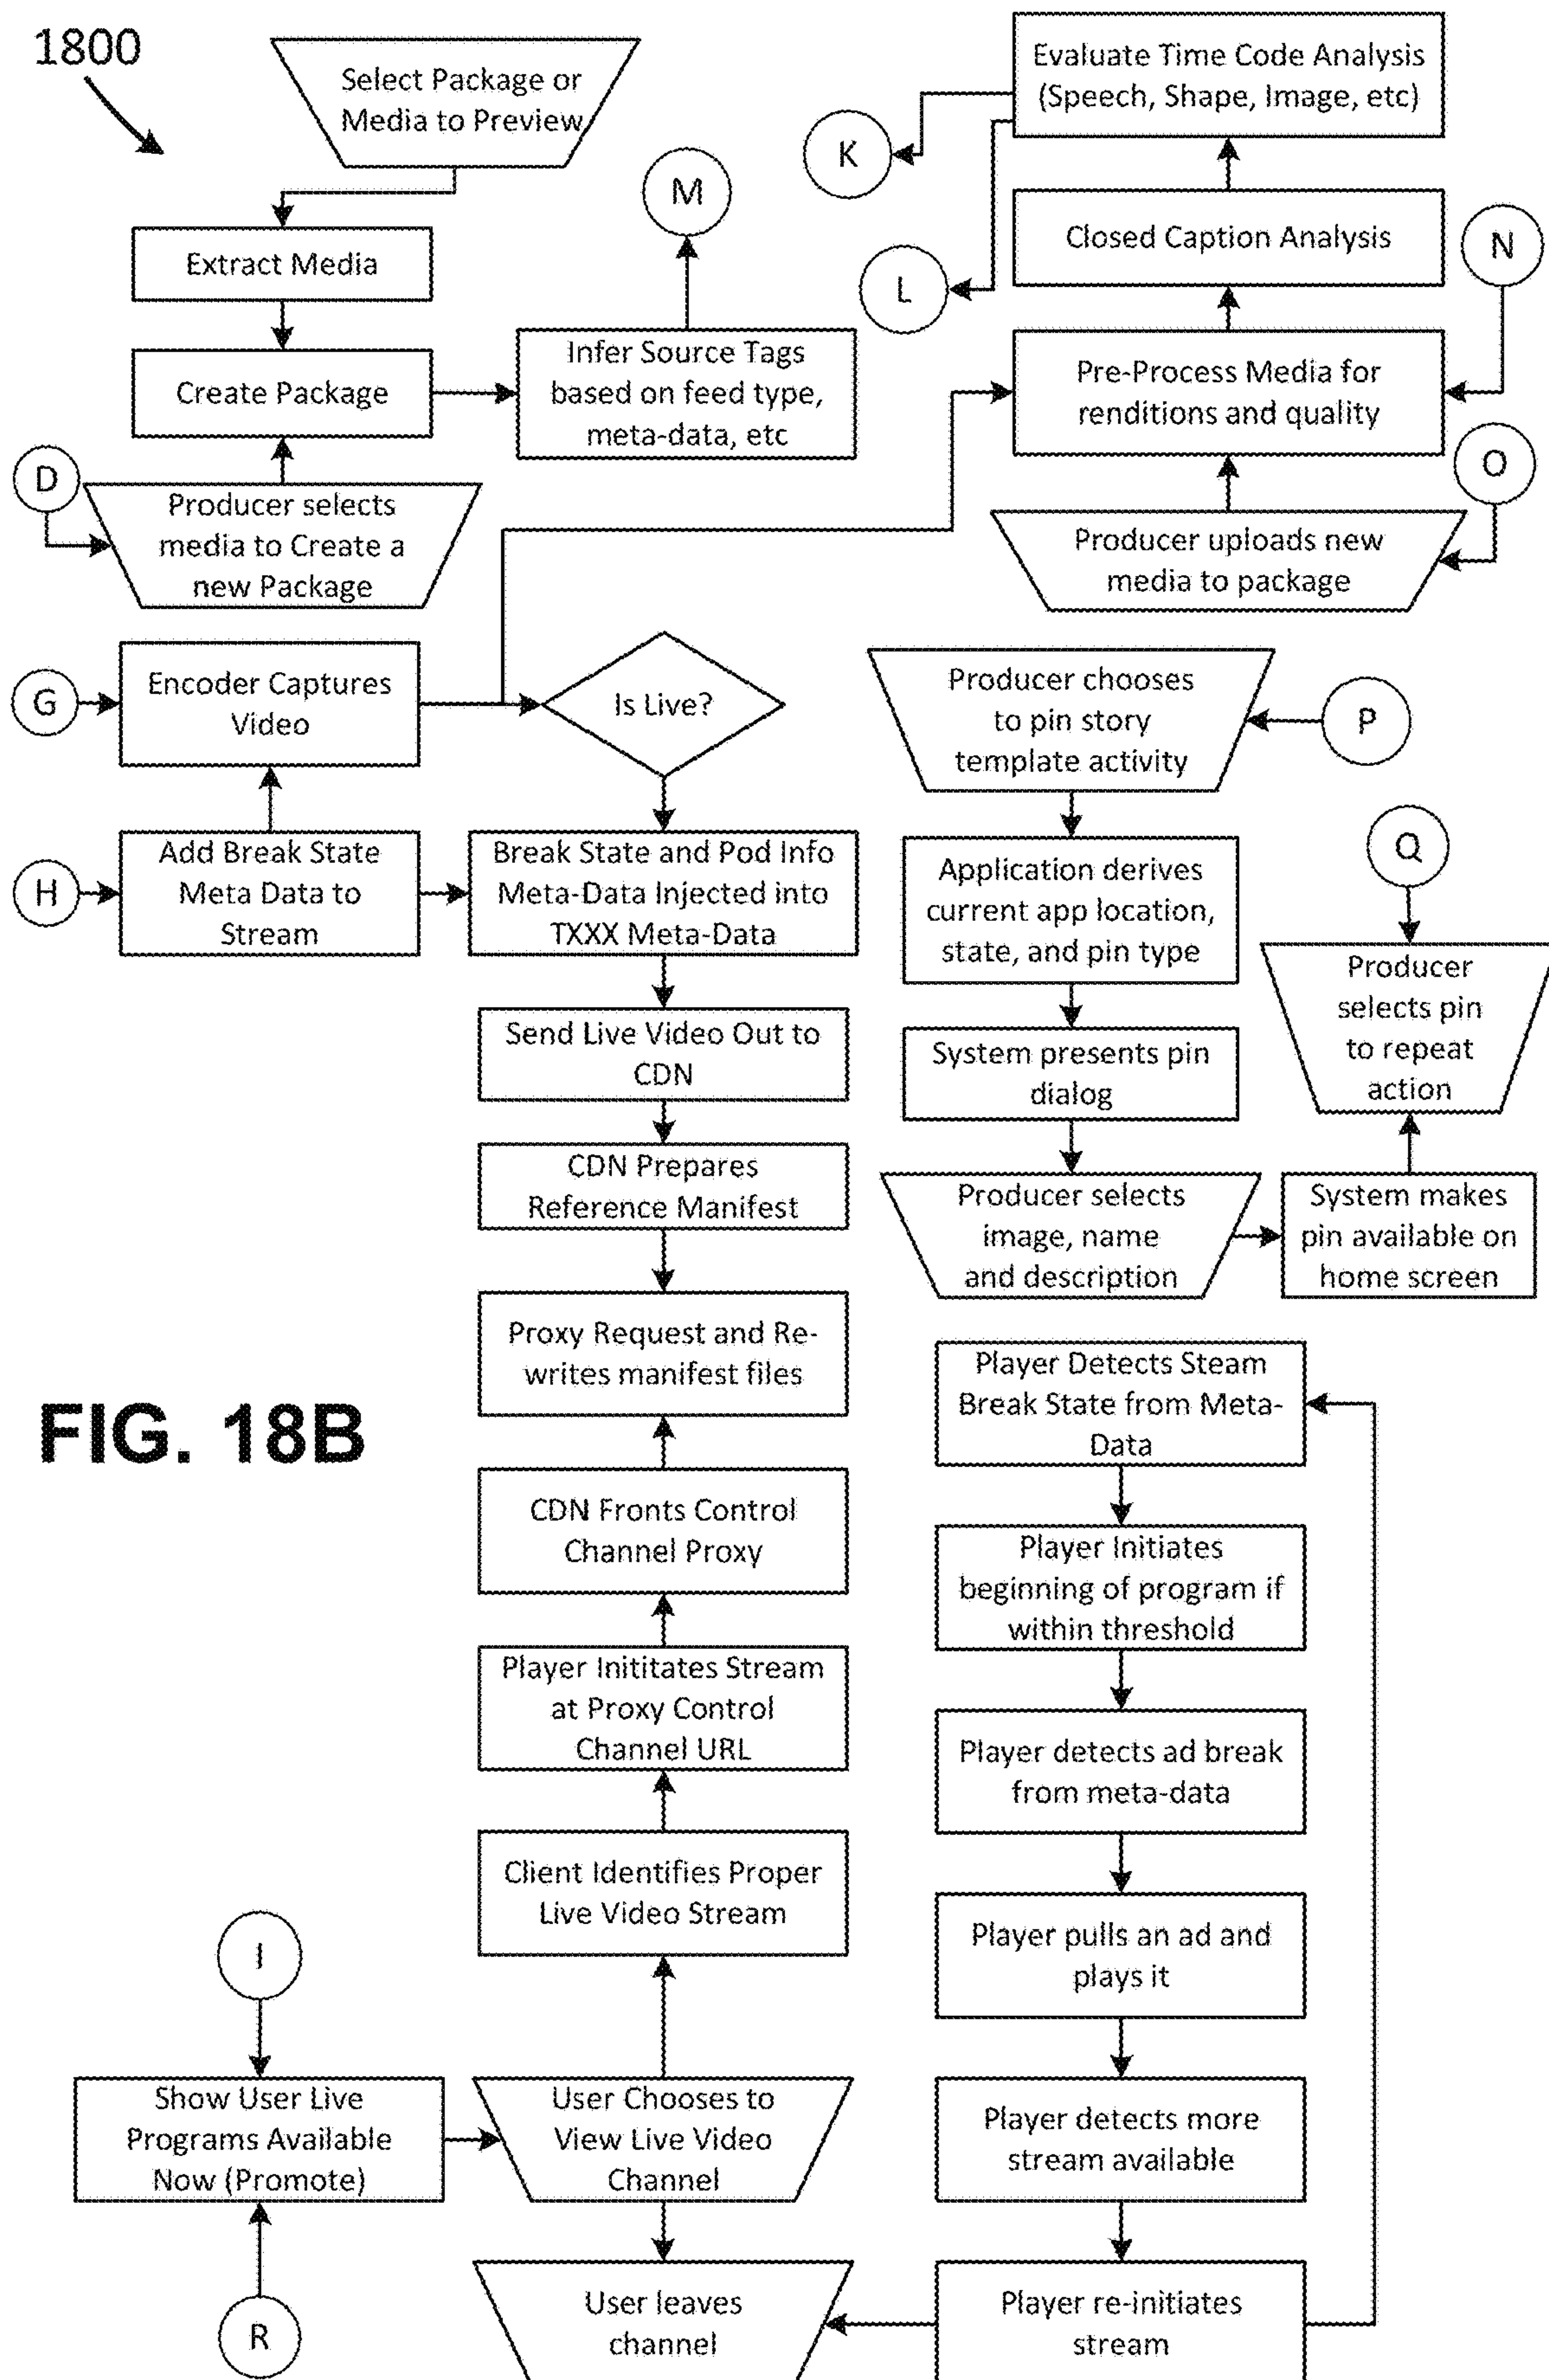 1800
Select Package or
Media to Preview
Extract Media
Create Package
Infer Source Tags
based on feed type,
meta-data, etc
M
D
Producer selects
media to Create a
new Package
Evaluate Time Code Analysis
(Speech, Shape, Image, etc)
K
L
Closed Caption Analysis
N
Pre-Process Media for
renditions and quality
O
Producer uploads new
media to package
G
Encoder Captures
Video
Is Live?
H
Add Break State
Meta Data to
Stream
Break State and Pod Info
Meta-Data Injected into
TXXX Meta-Data
Send Live Video Out to
CDN
CDN Prepares
Reference Manifest
Proxy Request and Re-
writes manifest files
CDN Fronts Control
Channel Proxy
Player Inititates Stream
at Proxy Control
Channel URL
Client Identifies Proper
Live Video Stream
I
Show User Live
Programs Available
Now (Promote)
R
User Chooses to
View Live Video
Channel
User leaves
channel
Producer chooses
to pin story
template activity
P
Application derives
current app location,
state, and pin type
System presents pin
dialog
Producer selects
image, name
and description
System makes
pin available on
home screen
Q
Producer
selects pin
to repeat
action
Player Detects Steam
Break State from Meta-
Data
Player Initiates
beginning of program if
within threshold
Player detects ad break
from meta-data
Player pulls an ad and
plays it
Player detects more
stream available
Player re-initiates
stream
FIG. 18B